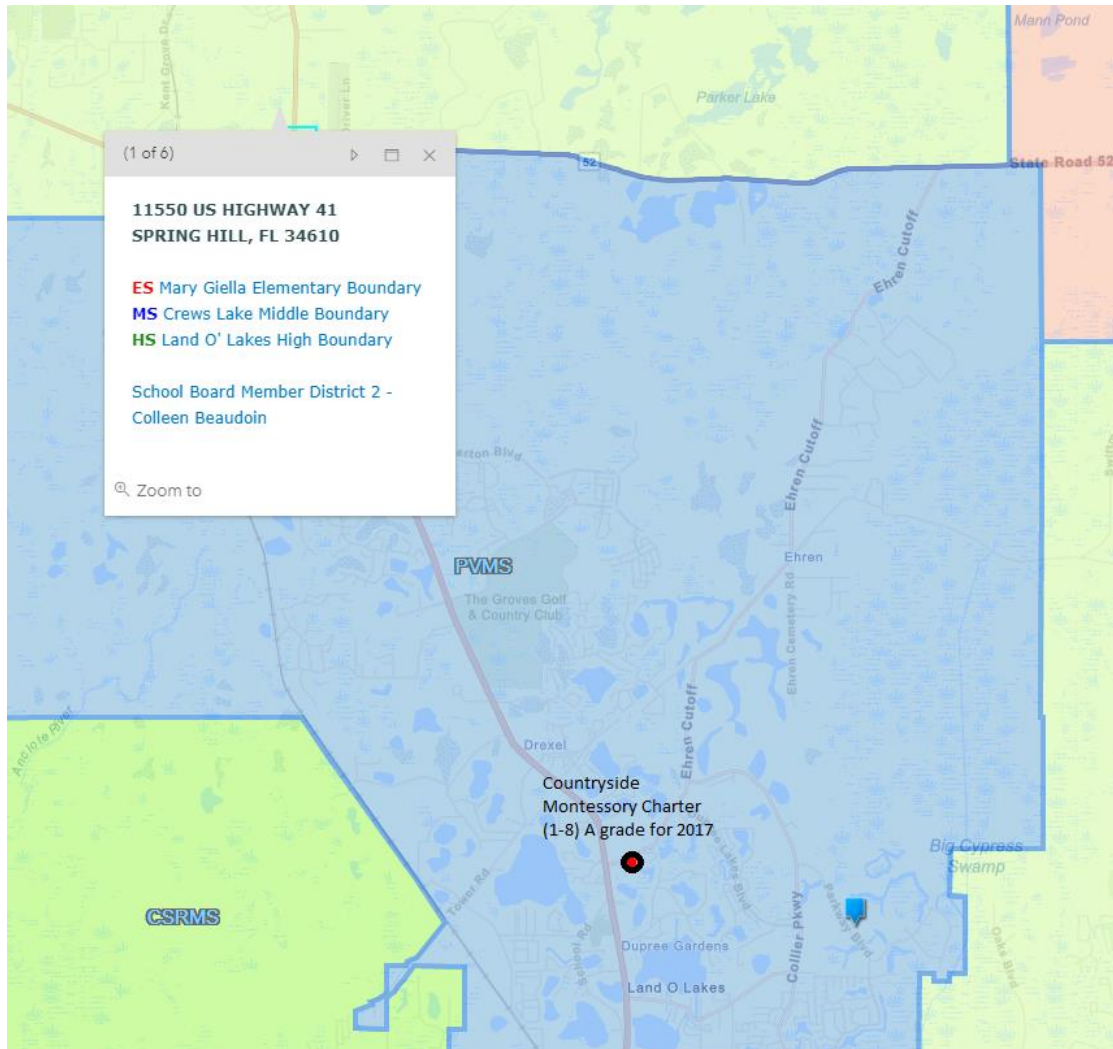 Mann Pond
Kent Grove Dr
Parker Lake
(1 of 6)
52
State Road 52
11550 US HIGHWAY 41
SPRING HILL, FL 34610
ES Mary Giella Elementary Boundary
MS Crews Lake Middle Boundary
HS Land O' Lakes High Boundary
School Board Member District 2 -
Colleen Beaudoin
Zoom to
Ehren Cutoff
Ehren Cutoff
Ehren
PVMS
The Groves Golf
& Country Club
Ehren Cemetery Rd
Ehren Cutoff
Anclote River
Drexel
Countryside
Montessory Charter
(1-8) A grade for 2017
Big Cypress
Swamp
Tower Rd
Collier Pkwy
Parkway Blvd
CSRMS
School Rd
Dupree Gardens
Oaks Blvd
Land O Lakes